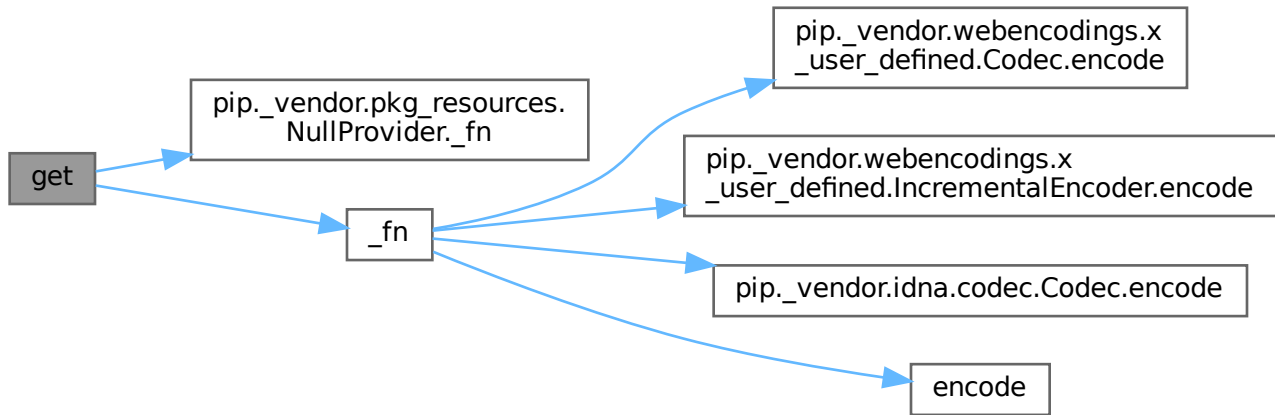 get
pip._vendor.pkg_resources.
NullProvider._fn
_fn
pip._vendor.webencodings.x
_user_defined.Codec.encode
pip._vendor.webencodings.x
_user_defined.IncrementalEncoder.encode
pip._vendor.idna.codec.Codec.encode
encode